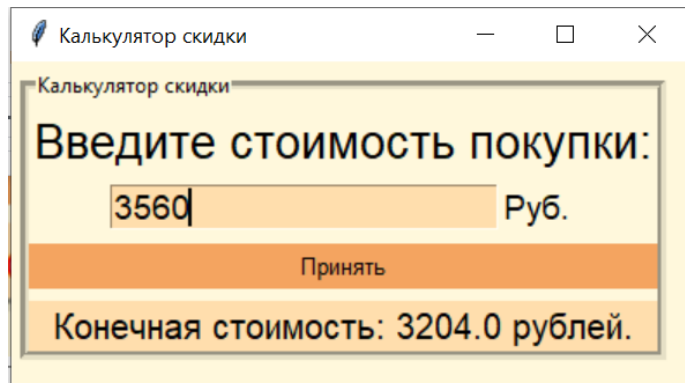 Калькулятор скидки
Калькулятор скидки
Введите стоимость покупки:
3560 Руб.
Принять
Конечная стоимость: 3204.0 рублей.